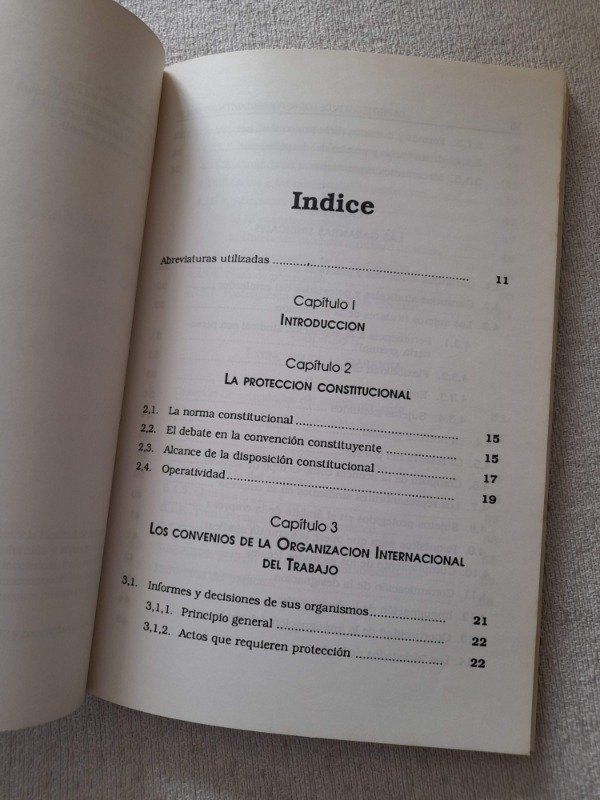 Indice
Abreviaturas utilizadas ........................................................ 11
Capítulo I
INTRODUCCION
Capítulo 2
LA PROTECCION CONSTITUCIONAL
2,1. La norma constitucional ................................................ 15
2,2. El debate en la convención constituyente ........................ 15
2,3. Alcance de la disposición constitucional ........................ 17
2,4. Operatividad ................................................................ 19
Capítulo 3
LOS CONVENIOS DE LA ORGANIZACION INTERNACIONAL
DEL TRABAJO
3,1. Informes y decisiones de sus organismos ........................ 21
3,1,1. Principio general ................................................ 22
3,1,2. Actos que requieren protección ........................ 22